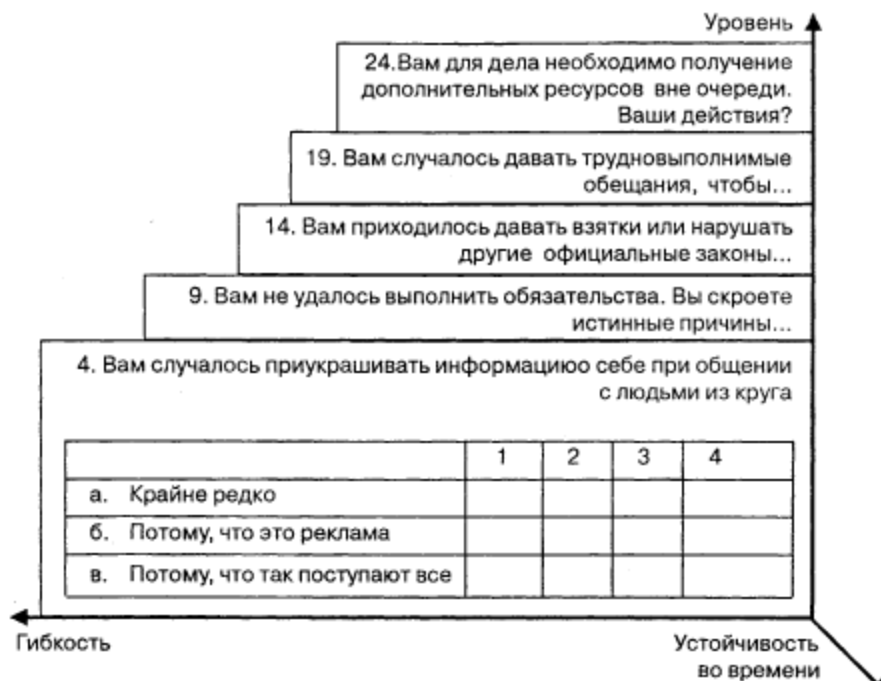 Уровень
24.Вам для дела необходимо получение
дополнительных ресурсов вне очереди.
Ваши действия?
19. Вам случалось давать трудновыполнимые
обещания, чтобы...
14. Вам приходилось давать взятки или нарушать
другие официальные законы...
9. Вам не удалось выполнить обязательства. Вы скроете
истинные причины...
4. Вам случалось приукрашивать информациюо себе при общении
с людьми из круга
1 2 3 4
а. Крайне редко
б. Потому, что это реклама
в. Потому, что так поступают все
Гибкость
Устойчивость
во времени